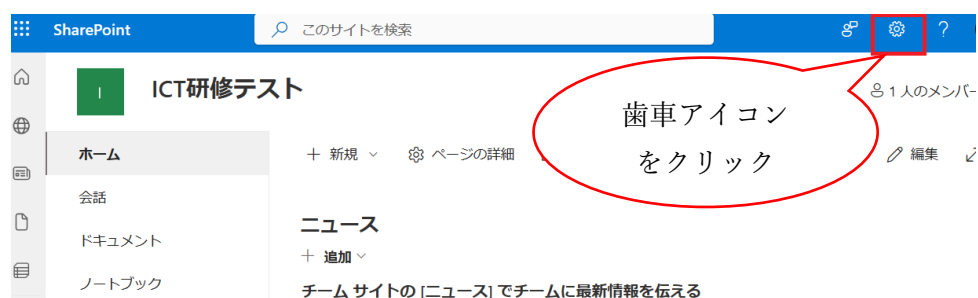 SharePoint
このサイトを検索
?
I
ICT研修テスト
1 人のメンバー
歯車アイコン
をクリック
ホーム
+ 新規
ページの詳細
編集
会話
ニュース
ドキュメント
+ 追加
ノートブック
チーム サイトの [ニュース] でチームに最新情報を伝える